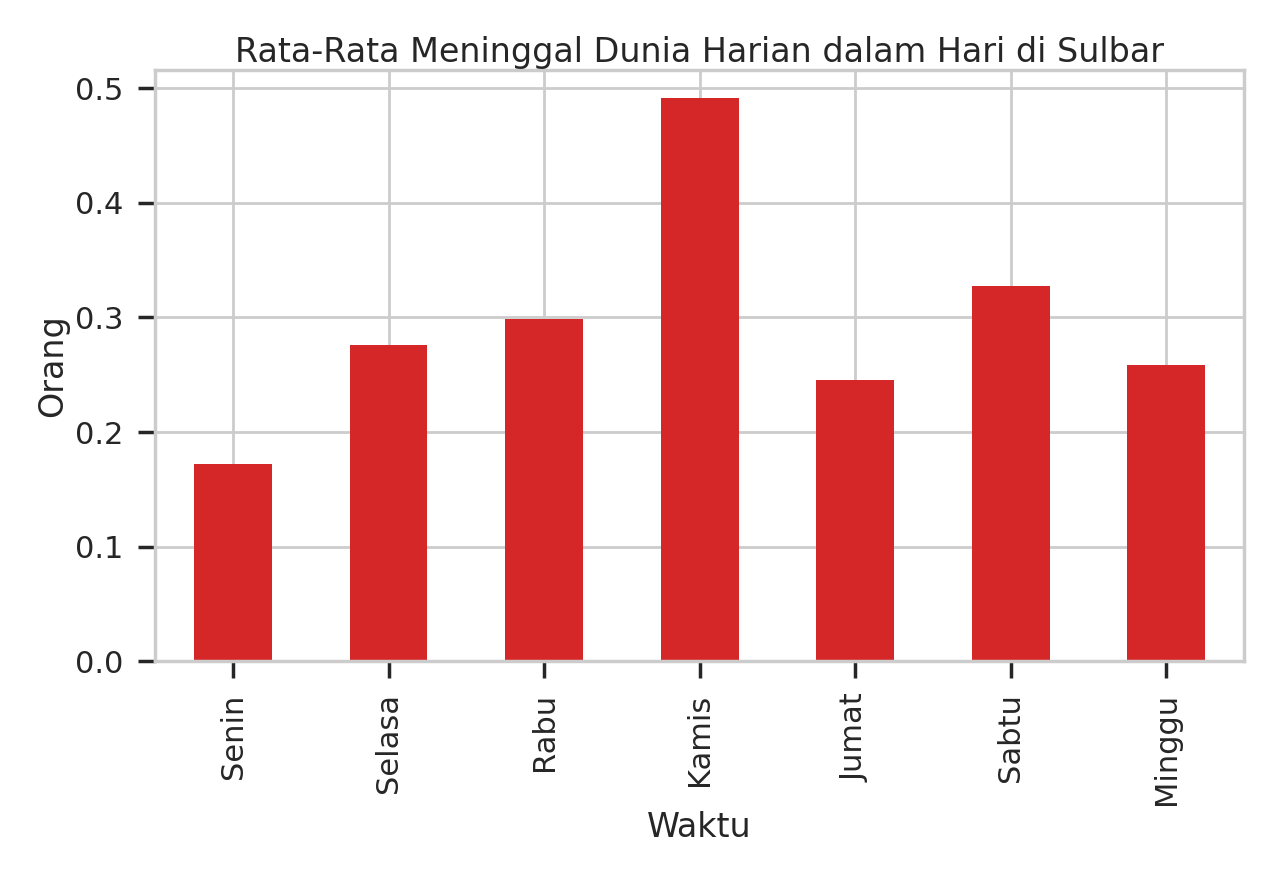 Rata-Rata Meninggal Dunia Harian dalam Hari di Sulbar
0.5
0.4
0.3
0.2
0.1
0.0
Orang
Senin
Selasa
Rabu
Kamis
Jumat
Sabtu
Minggu
Waktu